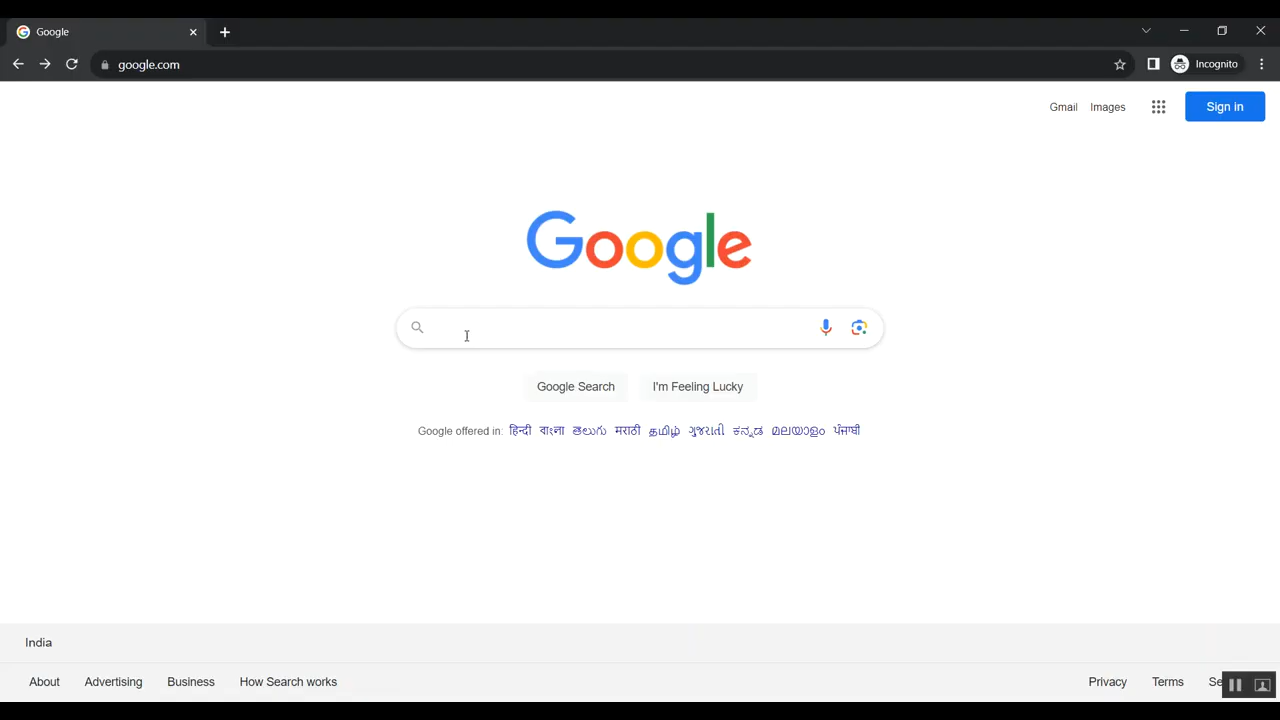 Google
google.com
Incognito
Gmail Images Sign in
Google
Google Search I'm Feeling Lucky
Google offered in: हिन्दी বাংলা తెలుగు मराठी தமிழ் ગુજરાતી ಕನ್ನಡ മലയാളം ਪੰਜਾਬੀ
India
About Advertising Business How Search works Privacy Terms